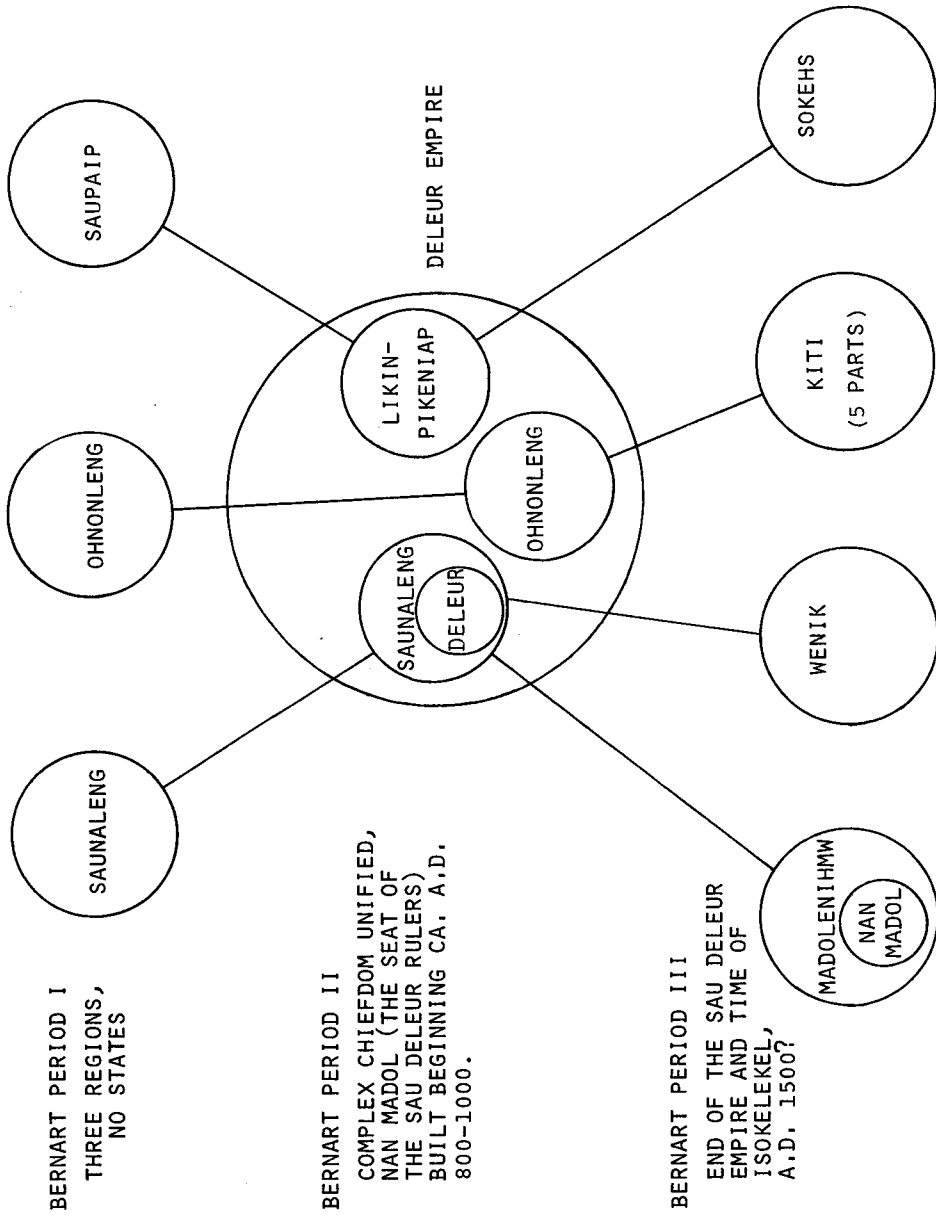 BERNART PERIOD I
THREE REGIONS,
NO STATES
SAUNALENG
OHNONLENG
SAUPAIP
BERNART PERIOD II
COMPLEX CHIEFDOM UNIFIED,
NAN MADOL (THE SEAT OF
THE SAU DELEUR RULERS)
BUILT BEGINNING CA. A.D.
800-1000.
SAUNALENG
DELEUR
OHNONLENG
LIKIN-
PIKENIAP
DELEUR EMPIRE
BERNART PERIOD III
END OF THE SAU DELEUR
EMPIRE AND TIME OF
ISOKELEKEL,
A.D. 1500?
MADOLENIHMW
NAN
MADOL
WENIK
KITI
(5 PARTS)
SOKEHS